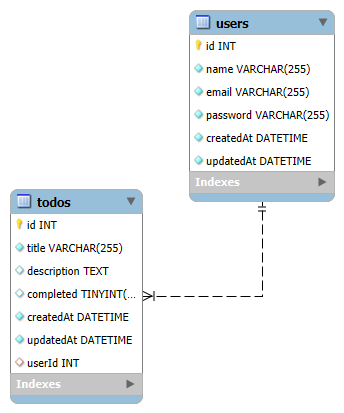 users
id INT
name VARCHAR(255)
email VARCHAR(255)
password VARCHAR(255)
createdAt DATETIME
updatedAt DATETIME
Indexes
todos
id INT
title VARCHAR(255)
description TEXT
completed TINYINT(...
createdAt DATETIME
updatedAt DATETIME
userId INT
Indexes